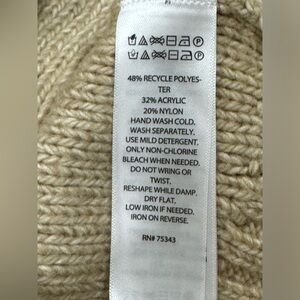 48% RECYCLE POLYES-
TER
32% ACRYLIC
20% NYLON
HAND WASH COLD.
WASH SEPARATELY.
USE MILD DETERGENT.
ONLY NON-CHLORINE
BLEACH WHEN NEEDED.
DO NOT WRING OR
TWIST.
RESHAPE WHILE DAMP.
DRY FLAT.
LOW IRON IF NEEDED.
IRON ON REVERSE.
RN# 75343